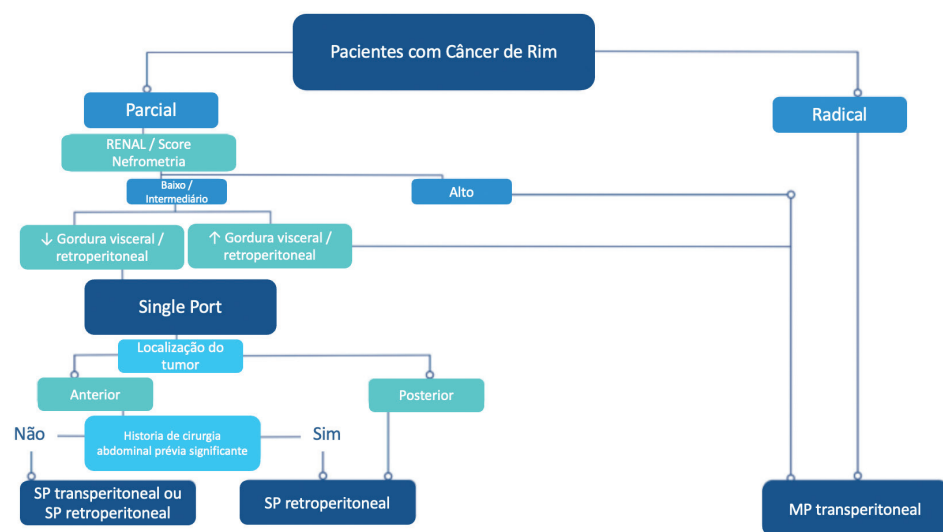 Pacientes com Câncer de Rim
Parcial
Radical
RENAL / Score
Nefrometria
Baixo /
Intermediário
Alto
↓ Gordura visceral /
retroperitoneal
↑ Gordura visceral /
retroperitoneal
Single Port
Localização do
tumor
Anterior
Posterior
Não
Historia de cirurgia
abdominal prévia significante
Sim
SP transperitoneal ou
SP retroperitoneal
SP retroperitoneal
MP transperitoneal